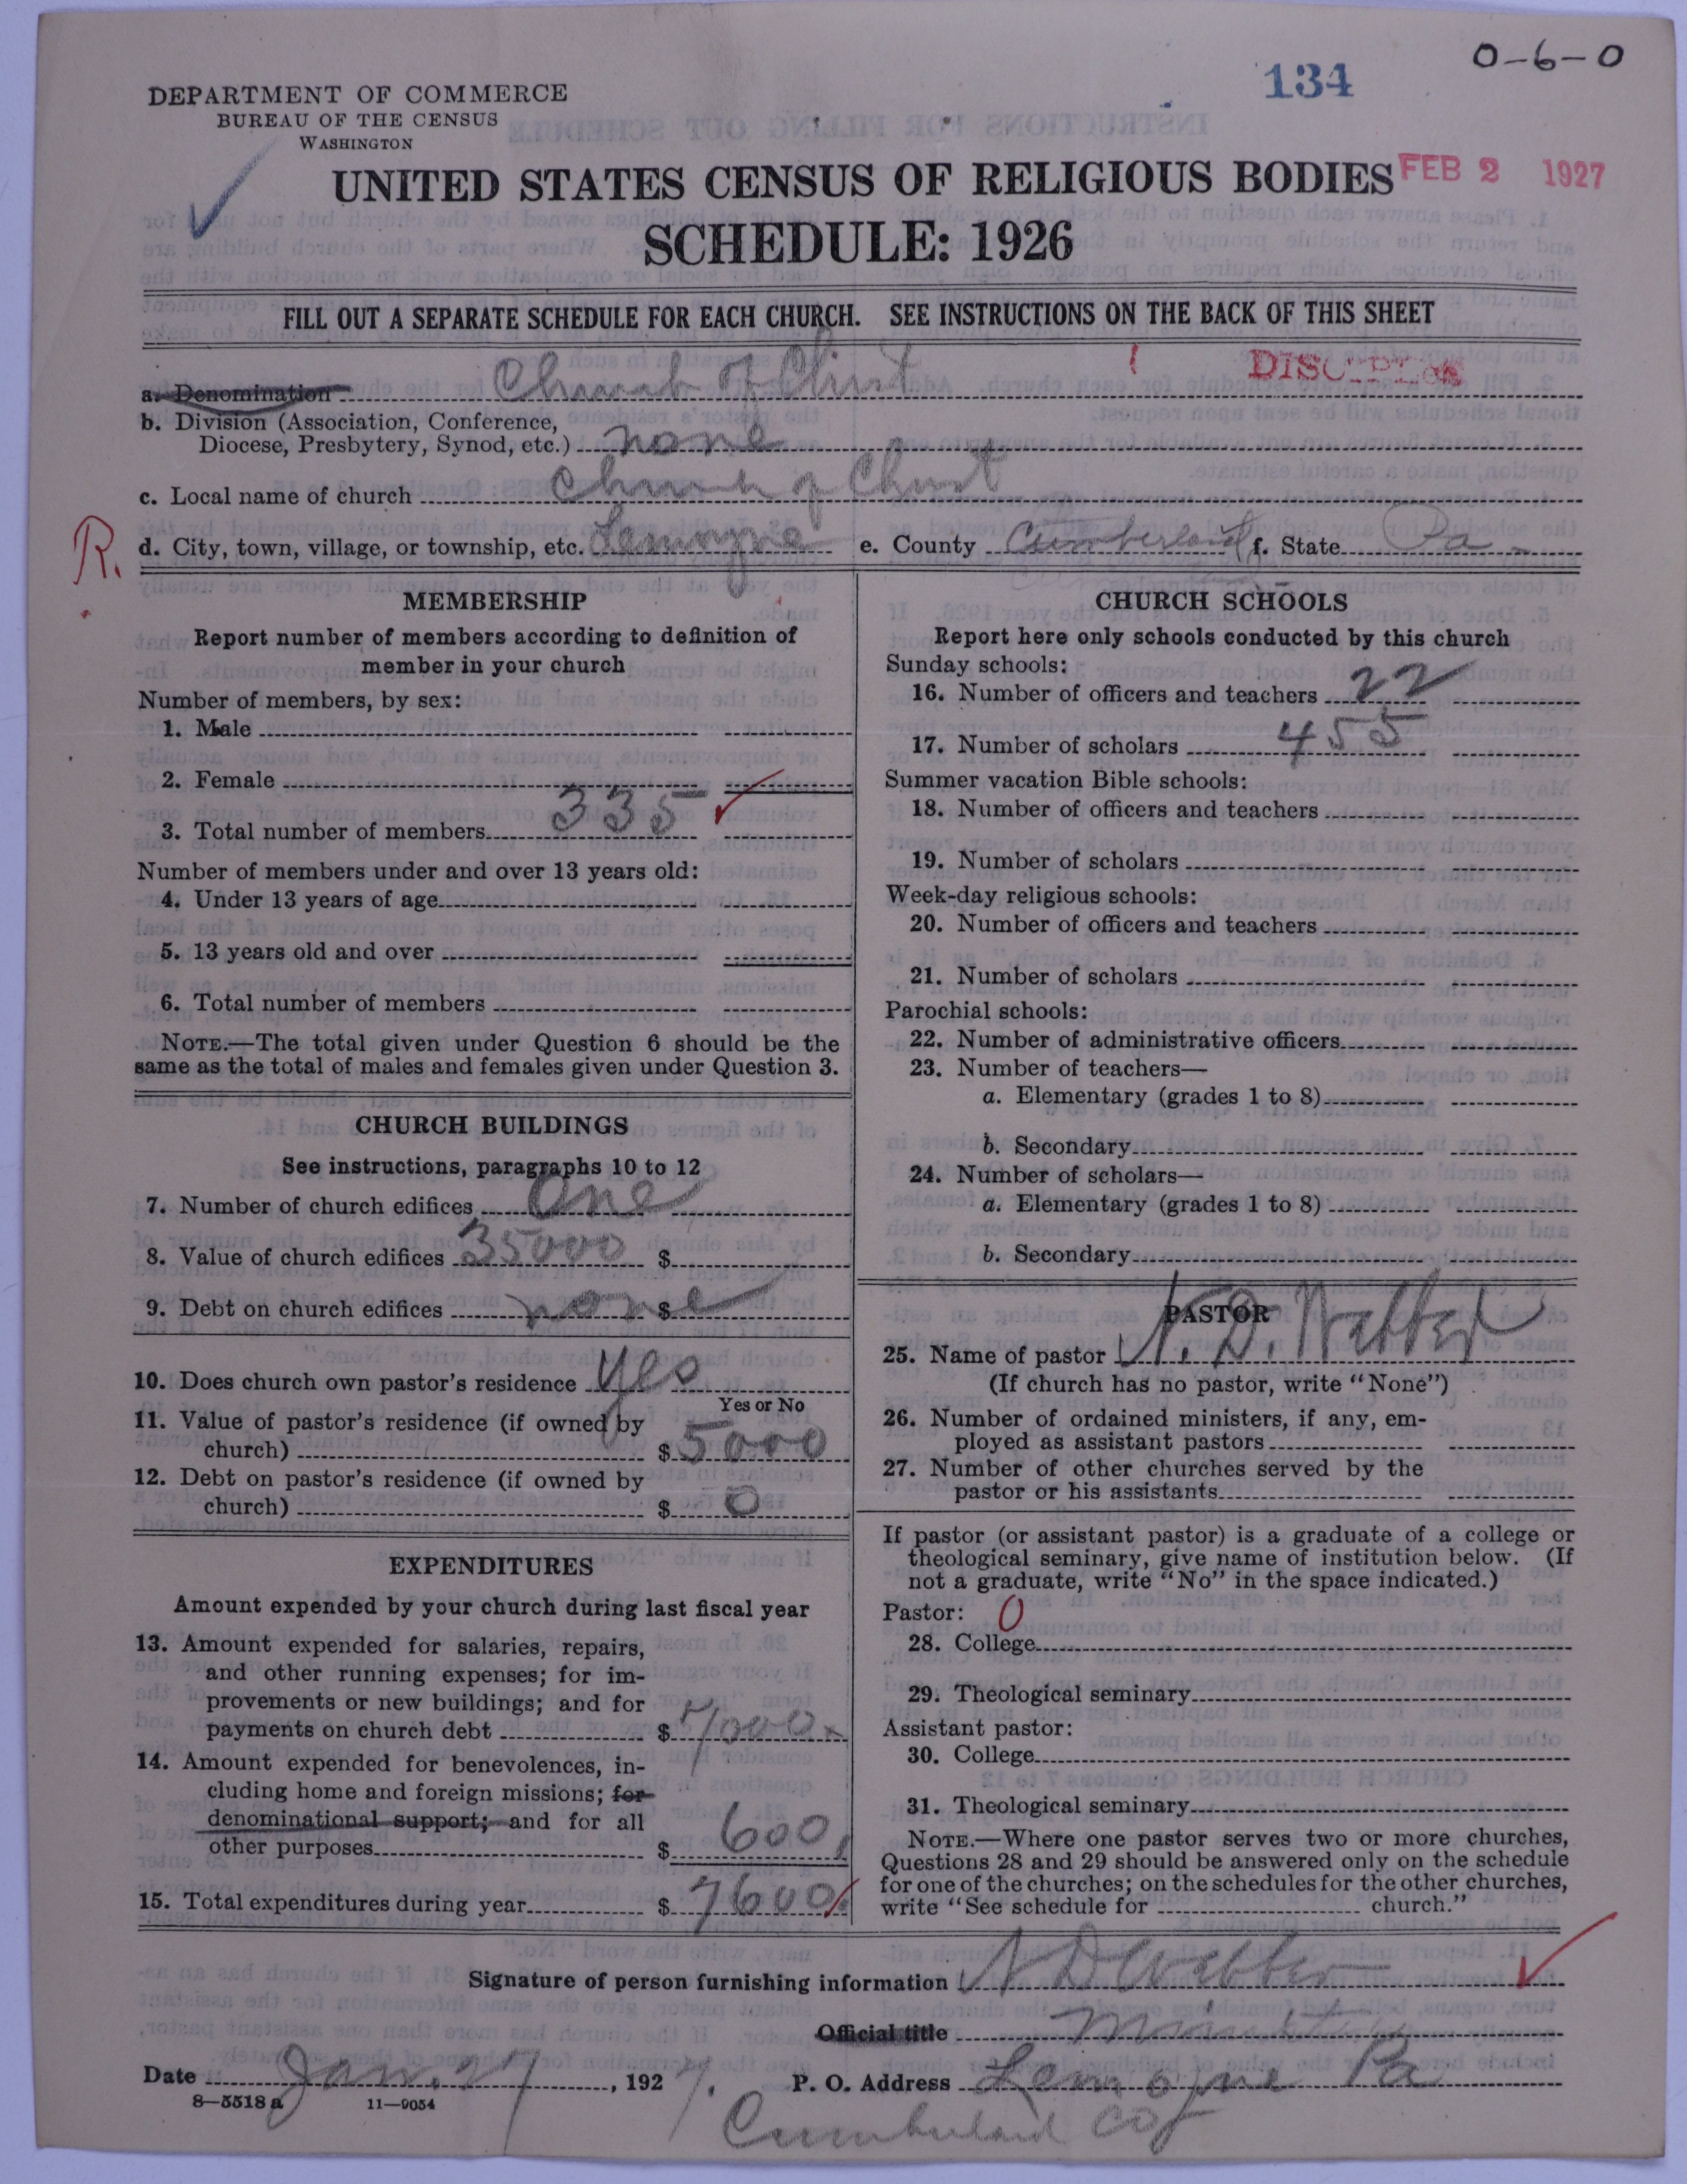 0-6-0
134
DEPARTMENT OF COMMERCE
BUREAU OF THE CENSUS
WASHINGTON
UNITED STATES CENSUS OF RELIGIOUS BODIES
FEB 2 1927
SCHEDULE: 1926
FILL OUT A SEPARATE SCHEDULE FOR EACH CHURCH. SEE INSTRUCTIONS ON THE BACK OF THIS SHEET
a. Denomination Church of Christ
b. Division (Association, Conference,
Diocese, Presbytery, Synod, etc.) none
c. Local name of church Church of Christ
R.
d. City, town, village, or township, etc. Lemoyne e. County Cumberland f. State Pa.
MEMBERSHIP
Report number of members according to definition of
member in your church
Number of members, by sex:
1. Male
2. Female
3. Total number of members 335
Number of members under and over 13 years old:
4. Under 13 years of age
5. 13 years old and over
6. Total number of members
NOTE.—The total given under Question 6 should be the
same as the total of males and females given under Question 3.
CHURCH BUILDINGS
See instructions, paragraphs 10 to 12
7. Number of church edifices One
8. Value of church edifices 35000 $
9. Debt on church edifices none $
10. Does church own pastor's residence Yes
Yes or No
11. Value of pastor's residence (if owned by
church) $ 5000
12. Debt on pastor's residence (if owned by
church) $ 0
EXPENDITURES
Amount expended by your church during last fiscal year
13. Amount expended for salaries, repairs,
and other running expenses; for im-
provements or new buildings; and for
payments on church debt $ 7000
14. Amount expended for benevolences, in-
cluding home and foreign missions; for
denominational support; and for all
other purposes $ 600
15. Total expenditures during year $ 7600
CHURCH SCHOOLS
Report here only schools conducted by this church
Sunday schools:
16. Number of officers and teachers 22
17. Number of scholars 455
Summer vacation Bible schools:
18. Number of officers and teachers
19. Number of scholars
Week-day religious schools:
20. Number of officers and teachers
21. Number of scholars
Parochial schools:
22. Number of administrative officers
23. Number of teachers—
a. Elementary (grades 1 to 8)
b. Secondary
24. Number of scholars—
a. Elementary (grades 1 to 8)
b. Secondary
PASTOR
25. Name of pastor N. D. Webber
(If church has no pastor, write "None")
26. Number of ordained ministers, if any, em-
ployed as assistant pastors
27. Number of other churches served by the
pastor or his assistants
If pastor (or assistant pastor) is a graduate of a college or
theological seminary, give name of institution below. (If
not a graduate, write "No" in the space indicated.)
Pastor: 0
28. College
29. Theological seminary
Assistant pastor:
30. College
31. Theological seminary
NOTE.—Where one pastor serves two or more churches,
Questions 28 and 29 should be answered only on the schedule
for one of the churches; on the schedules for the other churches,
write "See schedule for church."
Signature of person furnishing information N D Webber
Official title Minister
Date Jan. 27, 1927. P. O. Address Lemoyne Pa
8—5518 a 11—9054
Cumberland Co